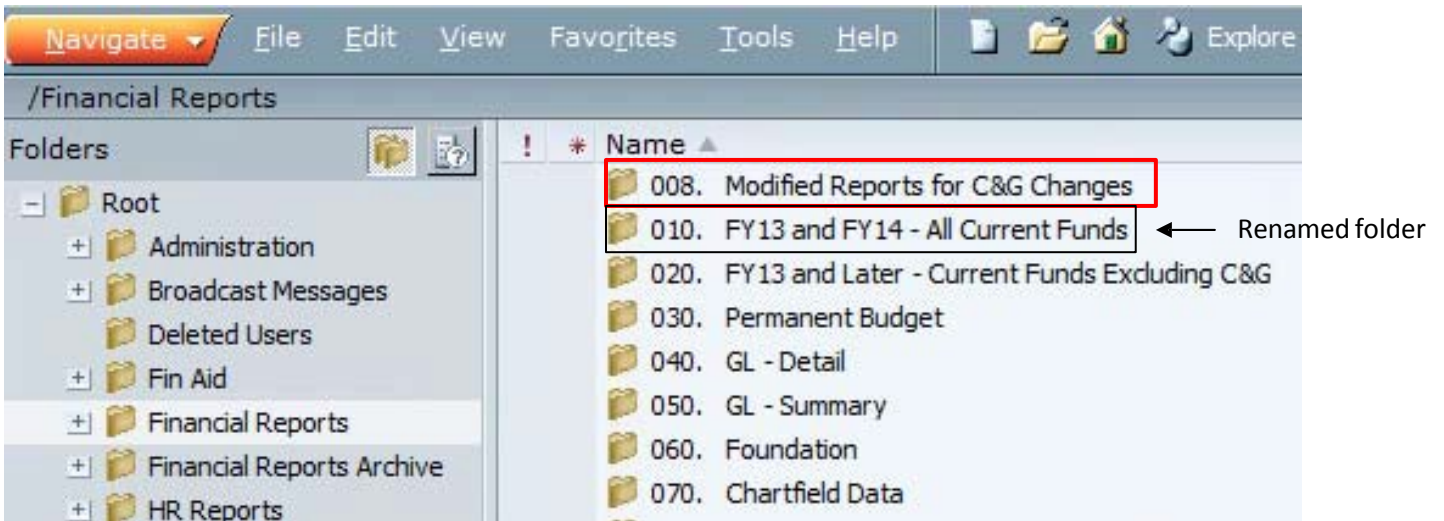 Navigate File Edit View Favorites Tools Help Explore
/Financial Reports
Folders
! * Name
Root
Administration
Broadcast Messages
Deleted Users
Fin Aid
Financial Reports
Financial Reports Archive
HR Reports
008. Modified Reports for C&G Changes
010. FY13 and FY14 - All Current Funds
Renamed folder
020. FY13 and Later - Current Funds Excluding C&G
030. Permanent Budget
040. GL - Detail
050. GL - Summary
060. Foundation
070. Chartfield Data